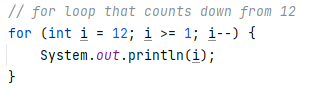 // for loop that counts down from 12
for (int i = 12; i >= 1; i--) {
    System.out.println(i);
}